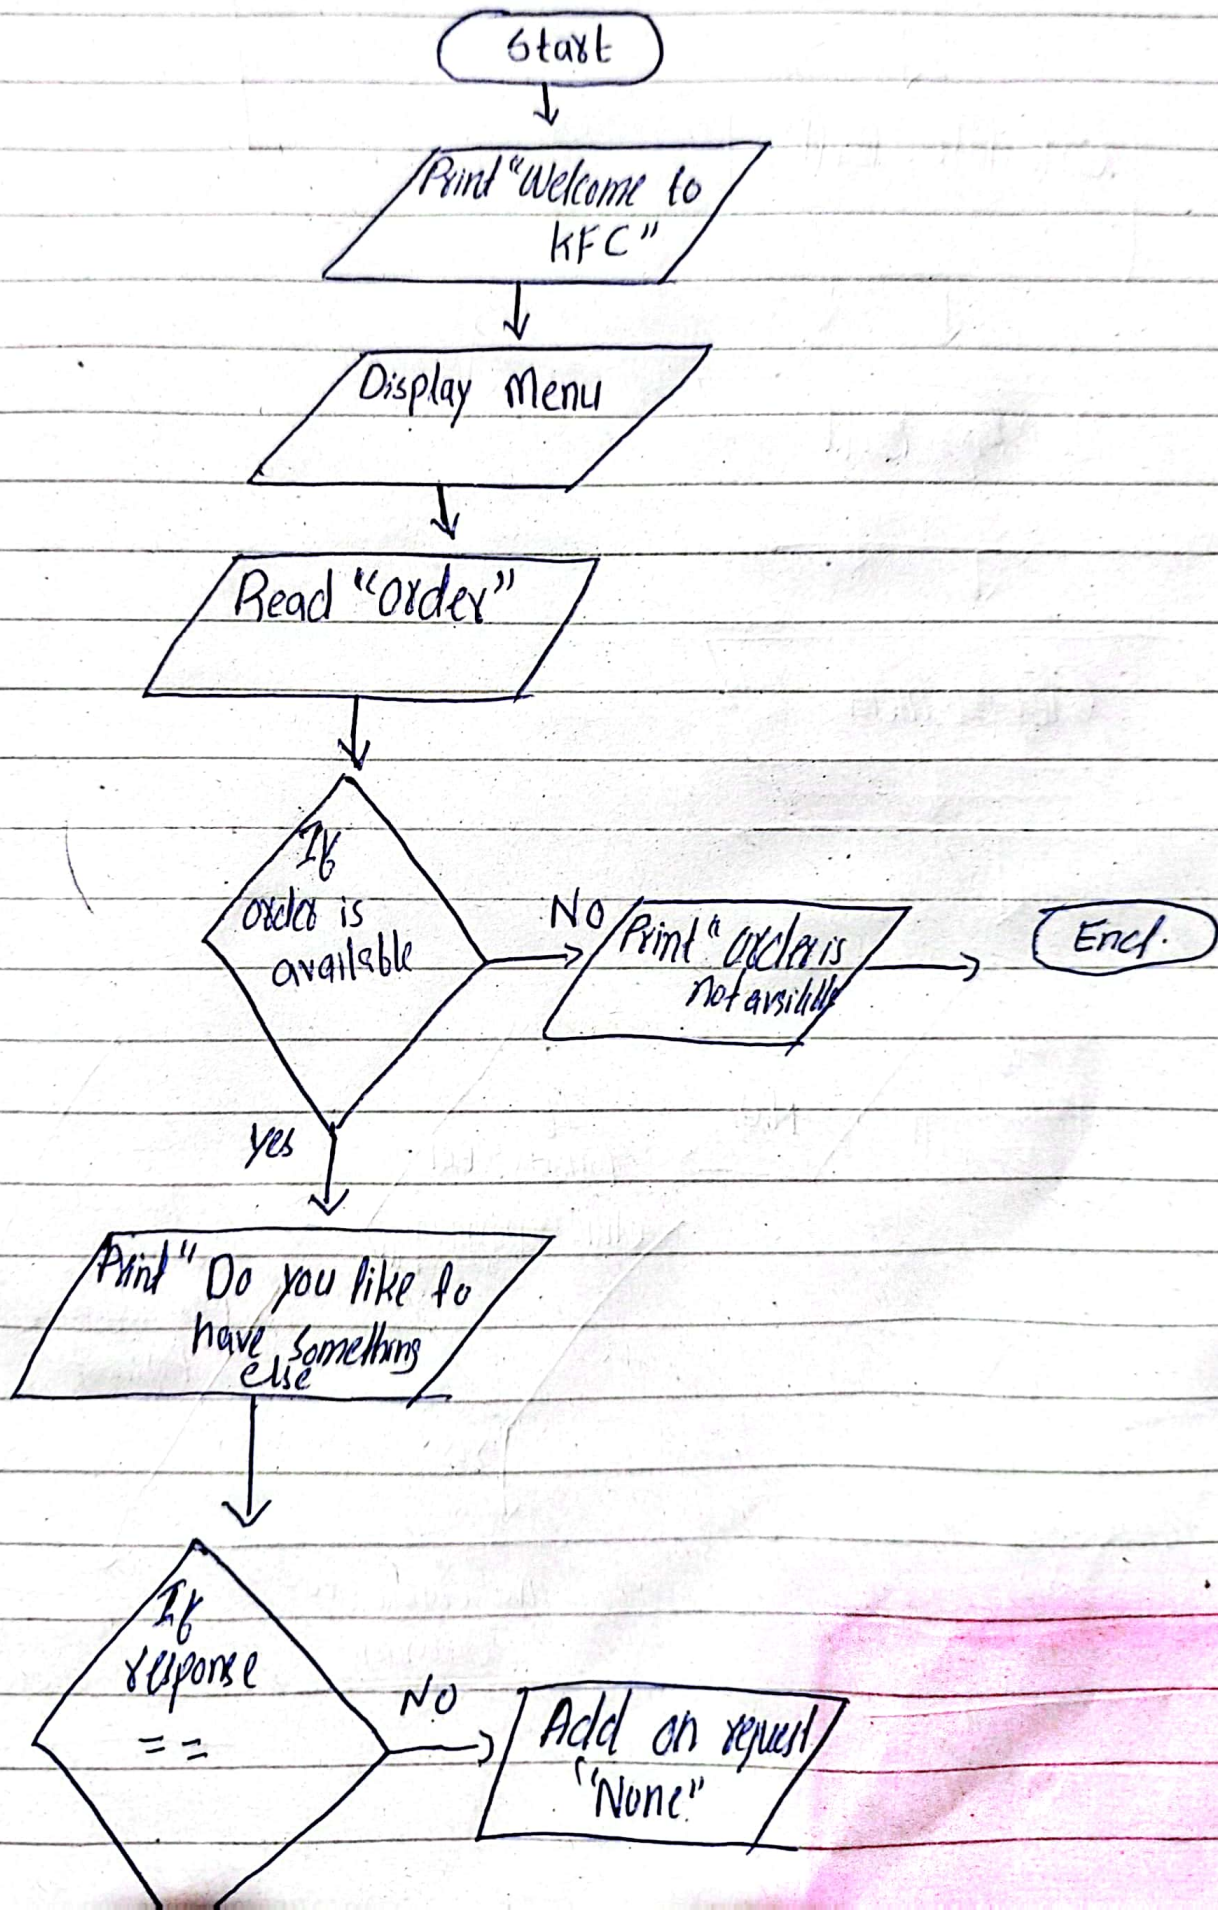 Start
Print "Welcome to
KFC"
Display Menu
Read "Order"
If
order is
available
NO
Print "Order is
not
End.
Yes
Print "Do you like to
have something
else
If
response
==
NO
Add on request
"None"